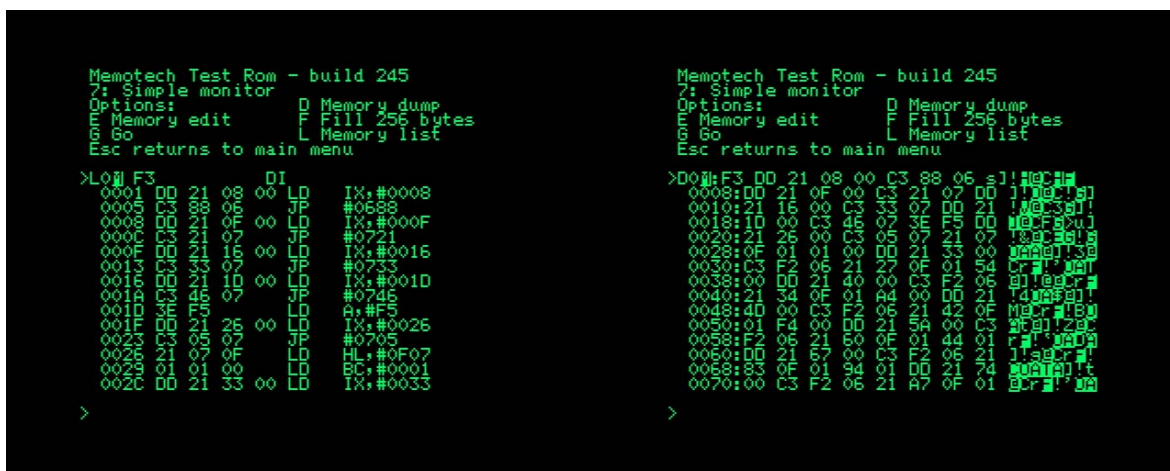 Memotech Test Rom - build 245
7: Simple monitor
Options: D Memory dump
E Memory edit F Fill 256 bytes
G Go L Memory list
Esc returns to main menu
>L0 F3 DI
0001 DD 21 08 00 LD IX,#0008
0005 C3 88 06 JP #0688
0008 DD 21 0F 00 LD IX,#000F
000C C3 21 07 JP #0721
000F DD 21 16 00 LD IX,#0016
0013 C3 33 07 JP #0733
0016 DD 21 1D 00 LD IX,#001D
001A C3 46 07 JP #0746
001D 3E F5 LD A,#F5
001F DD 21 26 00 LD IX,#0026
0023 C3 05 07 JP #0705
0026 21 07 0F LD HL,#0F07
0029 01 01 00 LD BC,#0001
002C DD 21 33 00 LD IX,#0033
>
Memotech Test Rom - build 245
7: Simple monitor
Options: D Memory dump
E Memory edit F Fill 256 bytes
G Go L Memory list
Esc returns to main menu
>D0 :F3 DD 21 08 00 C3 88 06
0008:DD 21 0F 00 C3 21 07 DD
0010:21 16 00 C3 33 07 DD 21
0018:1D 00 C3 46 07 3E F5 DD
0020:21 26 00 C3 05 07 21 07
0028:0F 01 01 00 DD 21 33 00
0030:C3 F2 06 21 27 0F 01 54
0038:00 DD 21 40 00 C3 F2 06
0040:21 34 0F 01 A4 00 DD 21
0048:4D 00 C3 F2 06 21 42 0F
0050:01 F4 00 DD 21 5A 00 C3
0058:F2 06 21 60 0F 01 44 01
0060:DD 21 67 00 C3 F2 06 21
0068:83 0F 01 94 01 DD 21 74
0070:00 C3 F2 06 21 A7 0F 01
>